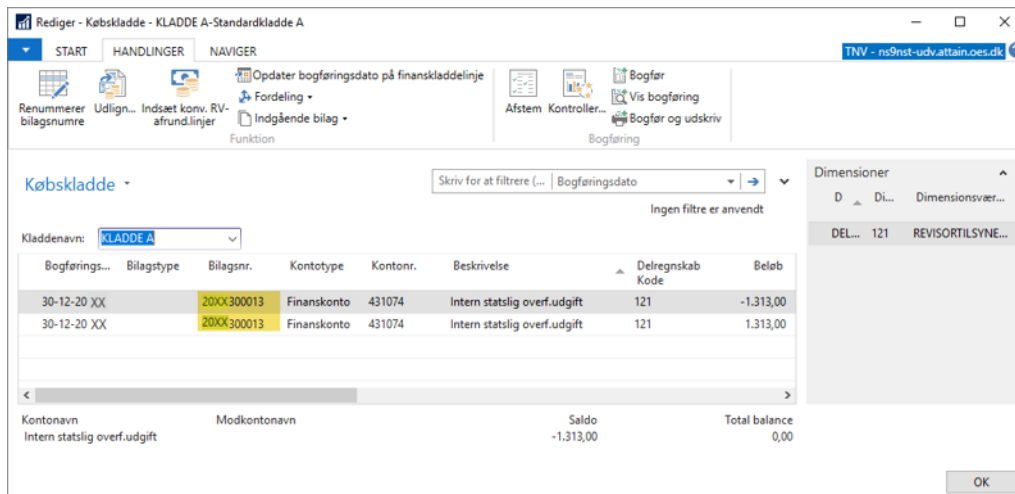 Rediger - Købskladde - KLADDE A-Standardkladde A
START HANDLINGER NAVIGER
TNV - ns9nst-udv.attain.oes.dk
Renummerer bilagsnumre
Udlign...
Indsæt konv. RV-afrund.linjer
Opdater bogføringsdato på finanskladdelinje
Fordeling
Indgående bilag
Funktion
Afstem
Kontroller...
Bogfør
Vis bogføring
Bogfør og udskriv
Bogføring
Købskladde
Skriv for at filtrere (... Bogføringsdato
Ingen filtre er anvendt
Kladdenavn: KLADDE A
Bogførings... Bilagstype Bilagsnr. Kontotype Kontonr. Beskrivelse Delregnskab Kode Beløb
30-12-20 XX 20XX300013 Finanskonto 431074 Intern statslig overf.udgift 121 -1.313,00
30-12-20 XX 20XX300013 Finanskonto 431074 Intern statslig overf.udgift 121 1.313,00
Kontonavn Modkontonavn Saldo Total balance
Intern statslig overf.udgift -1.313,00 0,00
Dimensioner
D Di... Dimensionsvær...
DEL... 121 REVISORTILSYNE...
OK